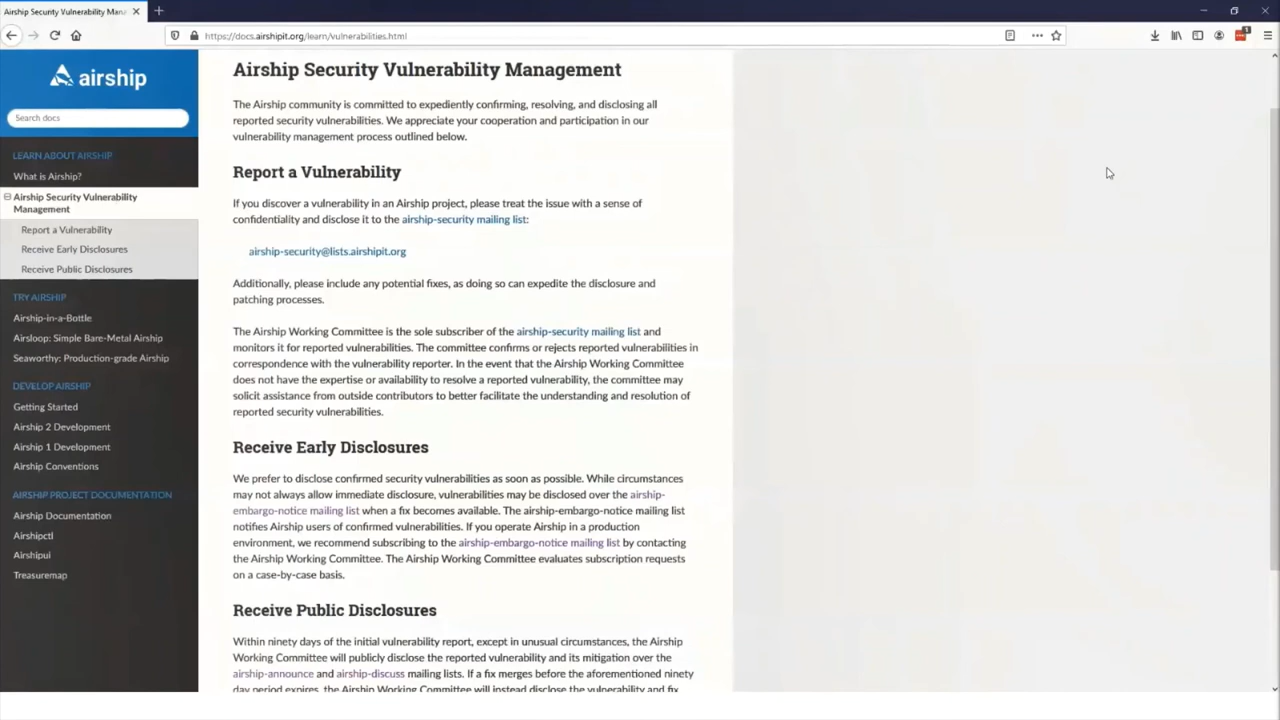 Airship Security Vulnerability Mana
https://docs.airshipit.org/learn/vulnerabilities.html
airship
Search docs
LEARN ABOUT AIRSHIP
What is Airship?
Airship Security Vulnerability
Management
Report a Vulnerability
Receive Early Disclosures
Receive Public Disclosures
TRY AIRSHIP
Airship-in-a-Bottle
Airsloop: Simple Bare-Metal Airship
Seaworthy: Production-grade Airship
DEVELOP AIRSHIP
Getting Started
Airship 2 Development
Airship 1 Development
Airship Conventions
AIRSHIP PROJECT DOCUMENTATION
Airship Documentation
Airshipctl
Airshipui
Treasuremap
Airship Security Vulnerability Management
The Airship community is committed to expediently confirming, resolving, and disclosing all
reported security vulnerabilities. We appreciate your cooperation and participation in our
vulnerability management process outlined below.
Report a Vulnerability
If you discover a vulnerability in an Airship project, please treat the issue with a sense of
confidentiality and disclose it to the airship-security mailing list:
airship-security@lists.airshipit.org
Additionally, please include any potential fixes, as doing so can expedite the disclosure and
patching processes.
The Airship Working Committee is the sole subscriber of the airship-security mailing list and
monitors it for reported vulnerabilities. The committee confirms or rejects reported vulnerabilities in
correspondence with the vulnerability reporter. In the event that the Airship Working Committee
does not have the expertise or availability to resolve a reported vulnerability, the committee may
solicit assistance from outside contributors to better facilitate the understanding and resolution of
reported security vulnerabilities.
Receive Early Disclosures
We prefer to disclose confirmed security vulnerabilities as soon as possible. While circumstances
may not always allow immediate disclosure, vulnerabilities may be disclosed over the airship-
embargo-notice mailing list when a fix becomes available. The airship-embargo-notice mailing list
notifies Airship users of confirmed vulnerabilities. If you operate Airship in a production
environment, we recommend subscribing to the airship-embargo-notice mailing list by contacting
the Airship Working Committee. The Airship Working Committee evaluates subscription requests
on a case-by-case basis.
Receive Public Disclosures
Within ninety days of the initial vulnerability report, except in unusual circumstances, the Airship
Working Committee will publicly disclose the reported vulnerability and its mitigation over the
airship-announce and airship-discuss mailing lists. If a fix merges before the aforementioned ninety
day period expires, the Airship Working Committee will instead disclose the vulnerability and fix